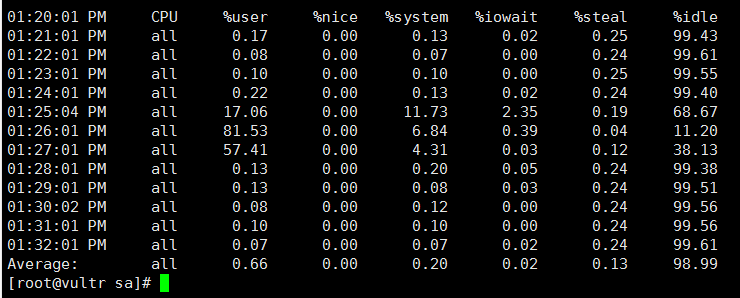 01:20:01 PM CPU %user %nice %system %iowait %steal %idle
01:21:01 PM all 0.17 0.00 0.13 0.02 0.25 99.43
01:22:01 PM all 0.08 0.00 0.07 0.00 0.24 99.61
01:23:01 PM all 0.10 0.00 0.10 0.00 0.25 99.55
01:24:01 PM all 0.22 0.00 0.13 0.02 0.24 99.40
01:25:04 PM all 17.06 0.00 11.73 2.35 0.19 68.67
01:26:01 PM all 81.53 0.00 6.84 0.39 0.04 11.20
01:27:01 PM all 57.41 0.00 4.31 0.03 0.12 38.13
01:28:01 PM all 0.13 0.00 0.20 0.05 0.24 99.38
01:29:01 PM all 0.13 0.00 0.08 0.03 0.24 99.51
01:30:02 PM all 0.08 0.00 0.12 0.00 0.24 99.56
01:31:01 PM all 0.10 0.00 0.10 0.00 0.24 99.56
01:32:01 PM all 0.07 0.00 0.07 0.02 0.24 99.61
Average: all 0.66 0.00 0.20 0.02 0.13 98.99
[root@vultr sa]#